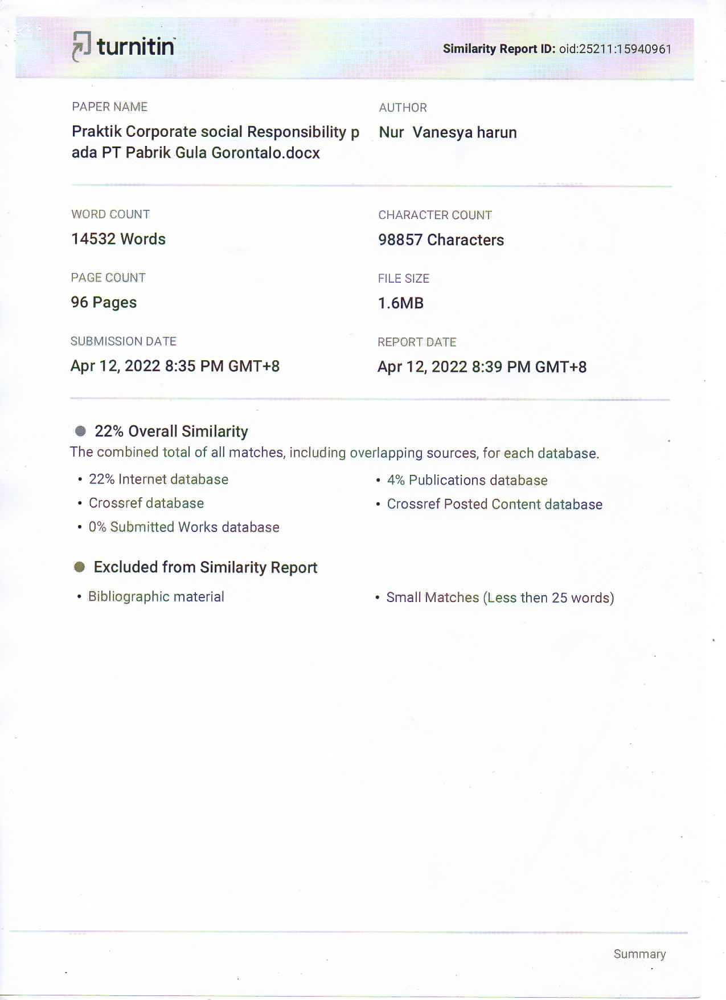 turnitin
Similarity Report ID: oid:25211:15940961
PAPER NAME
Praktik Corporate social Responsibility p
ada PT Pabrik Gula Gorontalo.docx
AUTHOR
Nur Vanesya harun
WORD COUNT
14532 Words
CHARACTER COUNT
98857 Characters
PAGE COUNT
96 Pages
FILE SIZE
1.6MB
SUBMISSION DATE
Apr 12, 2022 8:35 PM GMT+8
REPORT DATE
Apr 12, 2022 8:39 PM GMT+8
● 22% Overall Similarity
The combined total of all matches, including overlapping sources, for each database.
• 22% Internet database
• 4% Publications database
• Crossref database
• Crossref Posted Content database
• 0% Submitted Works database
● Excluded from Similarity Report
• Bibliographic material
• Small Matches (Less then 25 words)
Summary